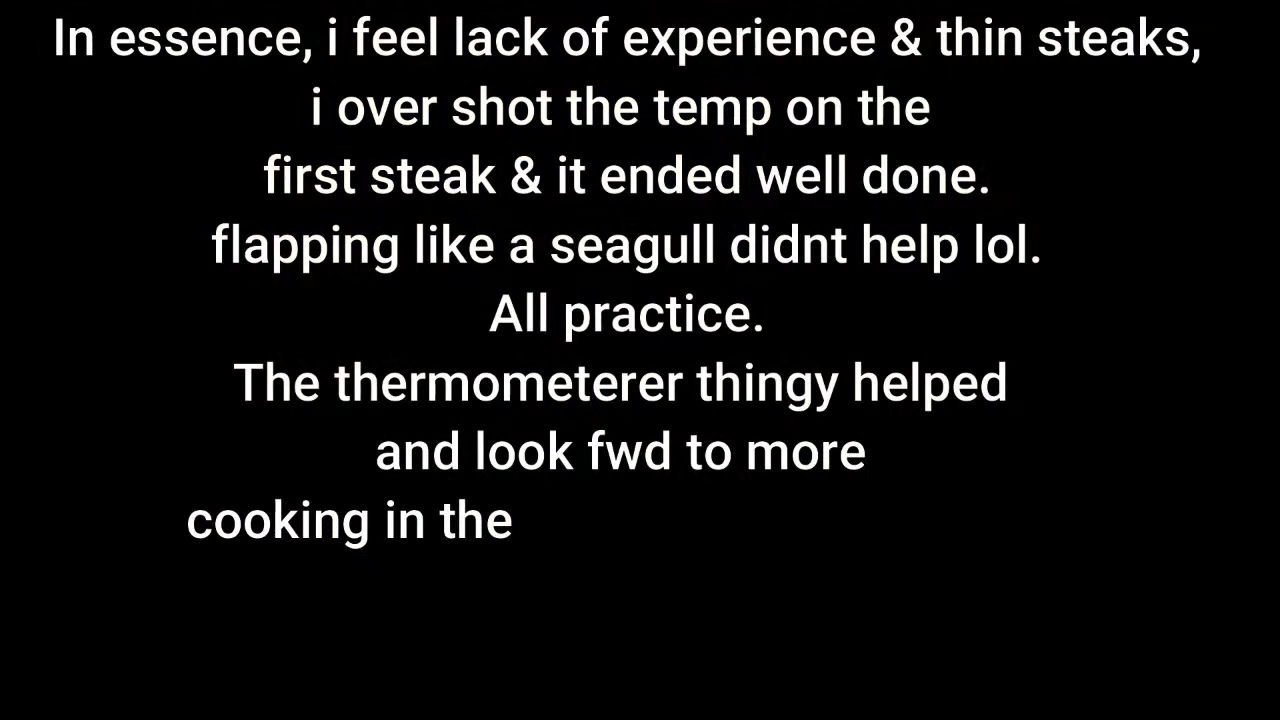 In essence, i feel lack of experience & thin steaks,
i over shot the temp on the
first steak & it ended well done.
flapping like a seagull didnt help lol.
All practice.
The thermometerer thingy helped
and look fwd to more
cooking in the